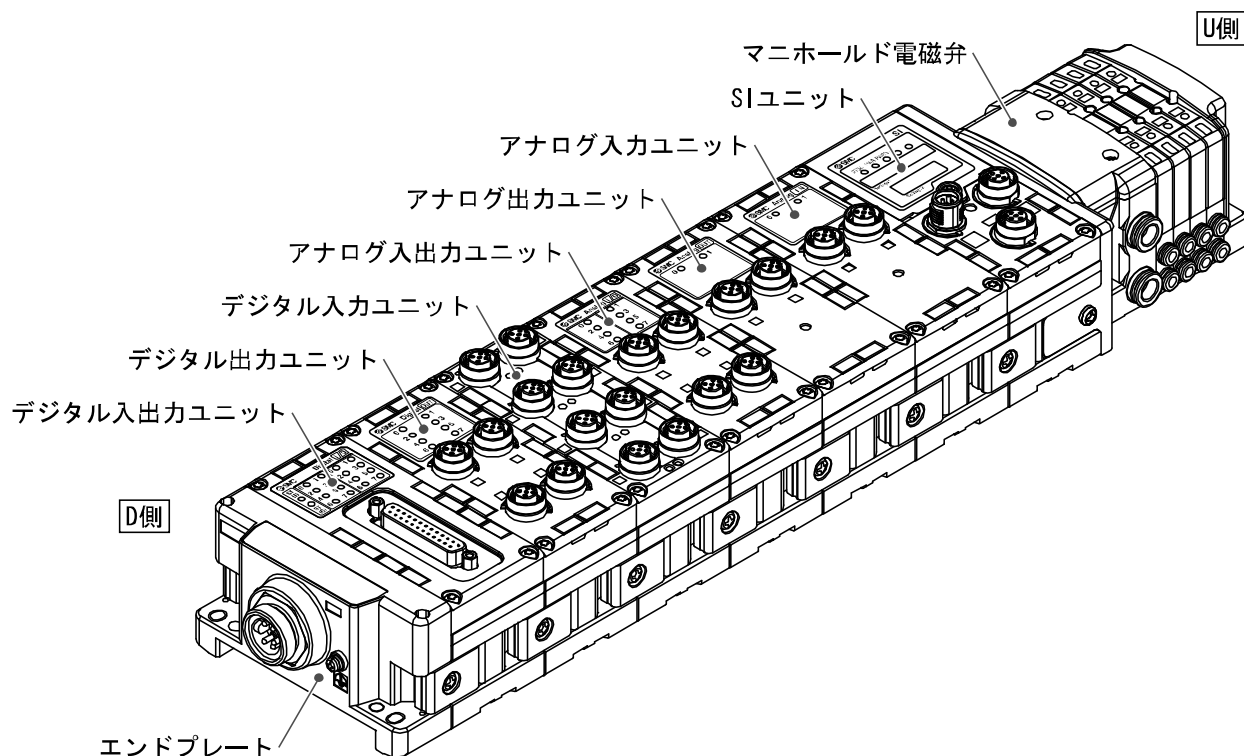 U側
マニホールド電磁弁
SIユニット
アナログ入力ユニット
アナログ出力ユニット
アナログ入出力ユニット
デジタル入力ユニット
デジタル出力ユニット
デジタル入出力ユニット
D側
エンドプレート